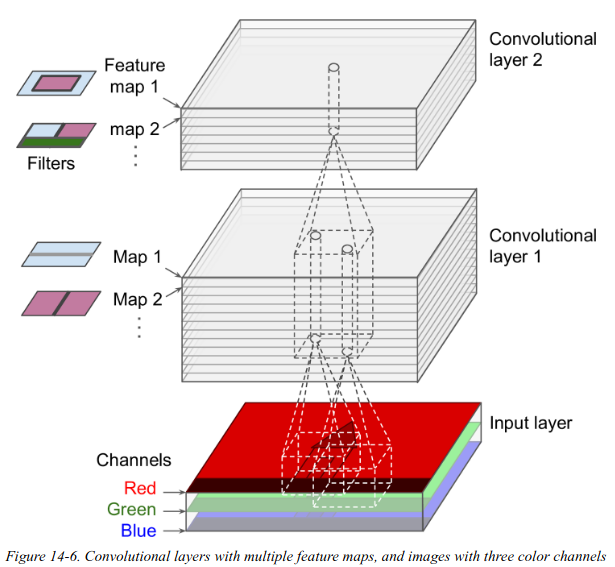 Convolutional
layer 2
Feature
map 1
map 2
Filters
Convolutional
layer 1
Map 1
Map 2
Input layer
Channels
Red
Green
Blue
Figure 14-6. Convolutional layers with multiple feature maps, and images with three color channels